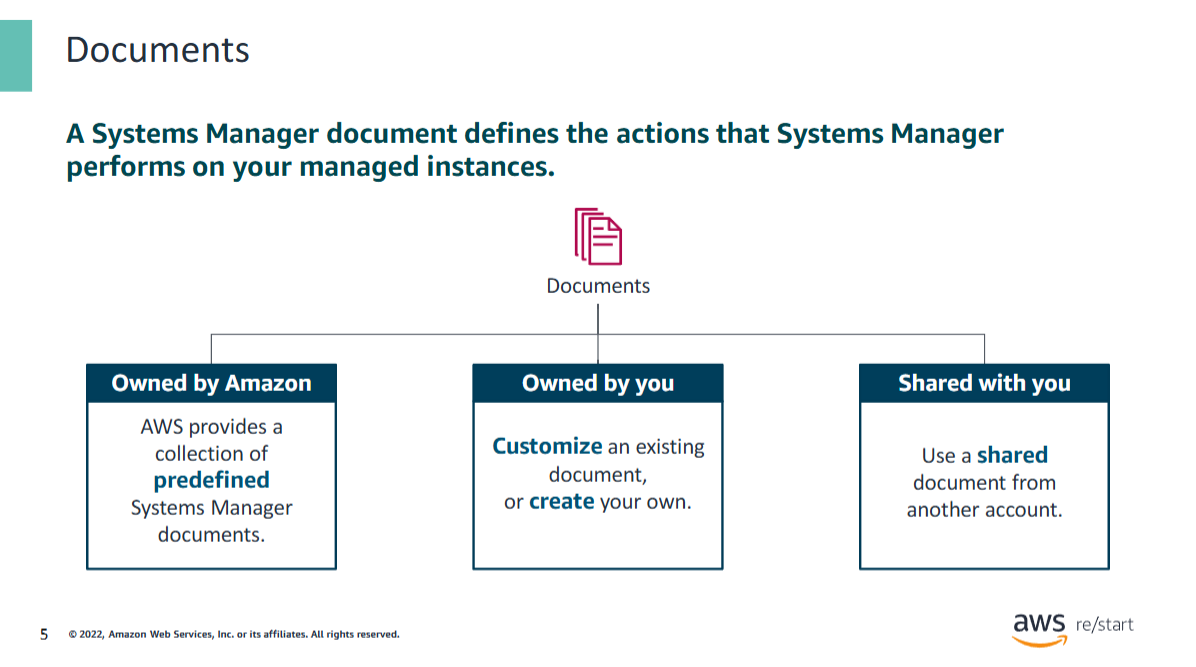 Documents
A Systems Manager document defines the actions that Systems Manager
performs on your managed instances.
Documents
Owned by Amazon
AWS provides a
collection of
predefined
Systems Manager
documents.
Owned by you
Customize an existing
document,
or create your own.
Shared with you
Use a shared
document from
another account.
5 © 2022, Amazon Web Services, Inc. or its affiliates. All rights reserved.
aws re/start